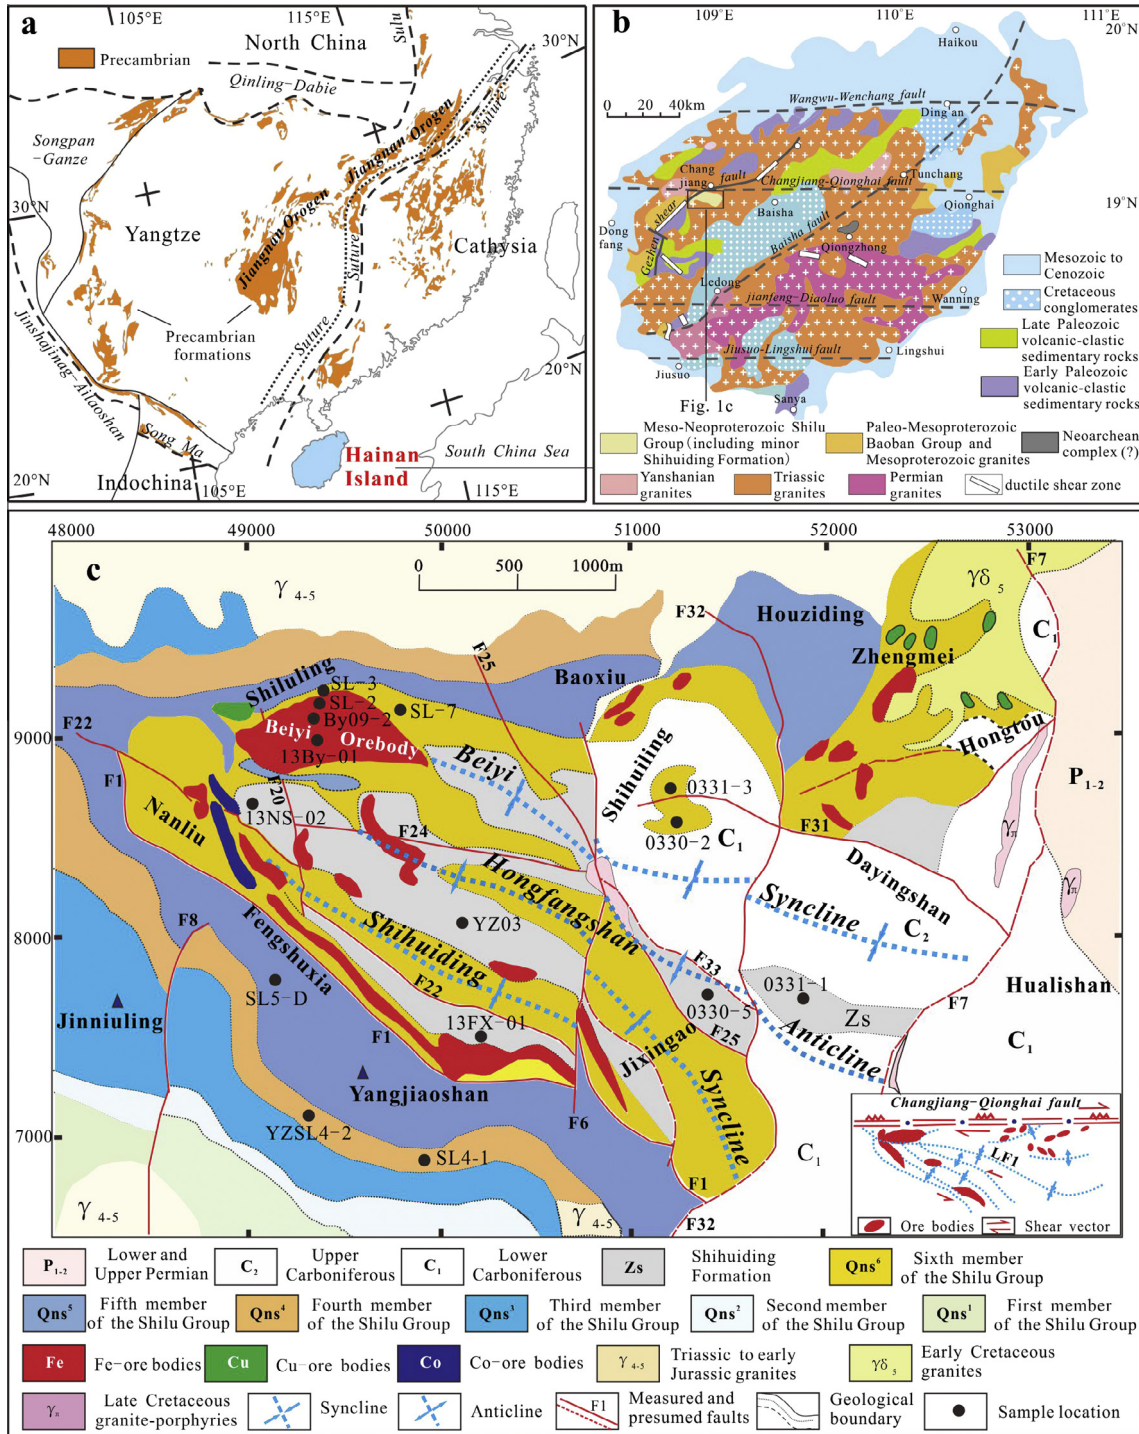 a
105°E
115°E
30°N
Precambrian
North China
Sulu
Qinling-Dabie
Songpan
-Ganze
Jiangnan Orogen
Suture
30°N
Yangtze
Jiangnan Orogen
Suture
Cathysia
Precambrian
formations
Suture
Jinshajinag-Ailaoshan
20°N
Song Ma
Hainan
Island
South China Sea
20°N
Indochina
105°E
115°E
b
109°E
110°E
111°E
20°N
Haikou
0 20 40km
Wangwu-Wenchang fault
Ding'an
Chang
jiang
fault
Changjiang-Qionghai fault
Tunchang
Gezhen shear
Baisha
Qionghai
19°N
Dong
fang
Baisha fault
Qiongzhong
Ledong
jianfeng-Diaoluo fault
Wanning
Jiusuo-Lingshui fault
Lingshui
Jiusuo
Sanya
Fig. 1c
Mesozoic to
Cenozoic
Cretaceous
conglomerates
Late Paleozoic
volcanic-clastic
sedimentary rocks
Early Paleozoic
volcanic-clastic
sedimentary rocks
Meso-Neoproterozoic Shilu
Group(including minor
Shihuiding Formation)
Paleo-Mesoproterozoic
Baoban Group and
Mesoproterozoic granites
Neoarchean
complex(?)
Yanshanian
granites
Triassic
granites
Permian
granites
ductile shear zone
48000 49000 50000 51000 52000 53000
c
0 500 1000m
γ 4-5
γδ 5
F7
F32
Houziding
C1
Zhengmei
F25
Baoxiu
Shiluling
SL-3
SL-2
By09-2
SL-7
Beiyi Orebody
13By-01
F22
9000
Hongtou
P1-2
Beiyi
Shihuiling
F1
F20
0331-3
13NS-02
Nanliu
F24
0330-2
C1
F31
γπ
Dayingshan
γπ
Hongfangshan
Syncline
C2
F8
8000
Fengshuxia
Shihuiding
YZ03
F33
0331-1
Hualishan
SL5-D
F22
0330-5
Zs
F7
Jinniuling
13FX-01
F25
C1
F1
Jixingao
Anticline
Yangjiaoshan
Syncline
Changjiang-Qionghai fault
7000
YZSL4-2
F6
LF1
SL4-1
C1
F1
γ 4-5
γ 4-5
F32
Ore bodies
Shear vector
P1-2
Lower and
Upper Permian
C2
Upper
Carboniferous
C1
Lower
Carboniferous
Zs
Shihuiding
Formation
Qns⁶
Sixth member
of the Shilu Group
Qns⁵
Fifth member
of the Shilu Group
Qns⁴
Fourth member
of the Shilu Group
Qns³
Third member
of the Shilu Group
Qns²
Second member
of the Shilu Group
Qns¹
First member
of the Shilu Group
Fe
Fe-ore bodies
Cu
Cu-ore bodies
Co
Co-ore bodies
γ 4-5
Triassic to early
Jurassic granites
γδ 5
Early Cretaceous
granites
γπ
Late Cretaceous
granite-porphyries
Syncline
Anticline
F1
Measured and
presumed faults
Geological
boundary
Sample location